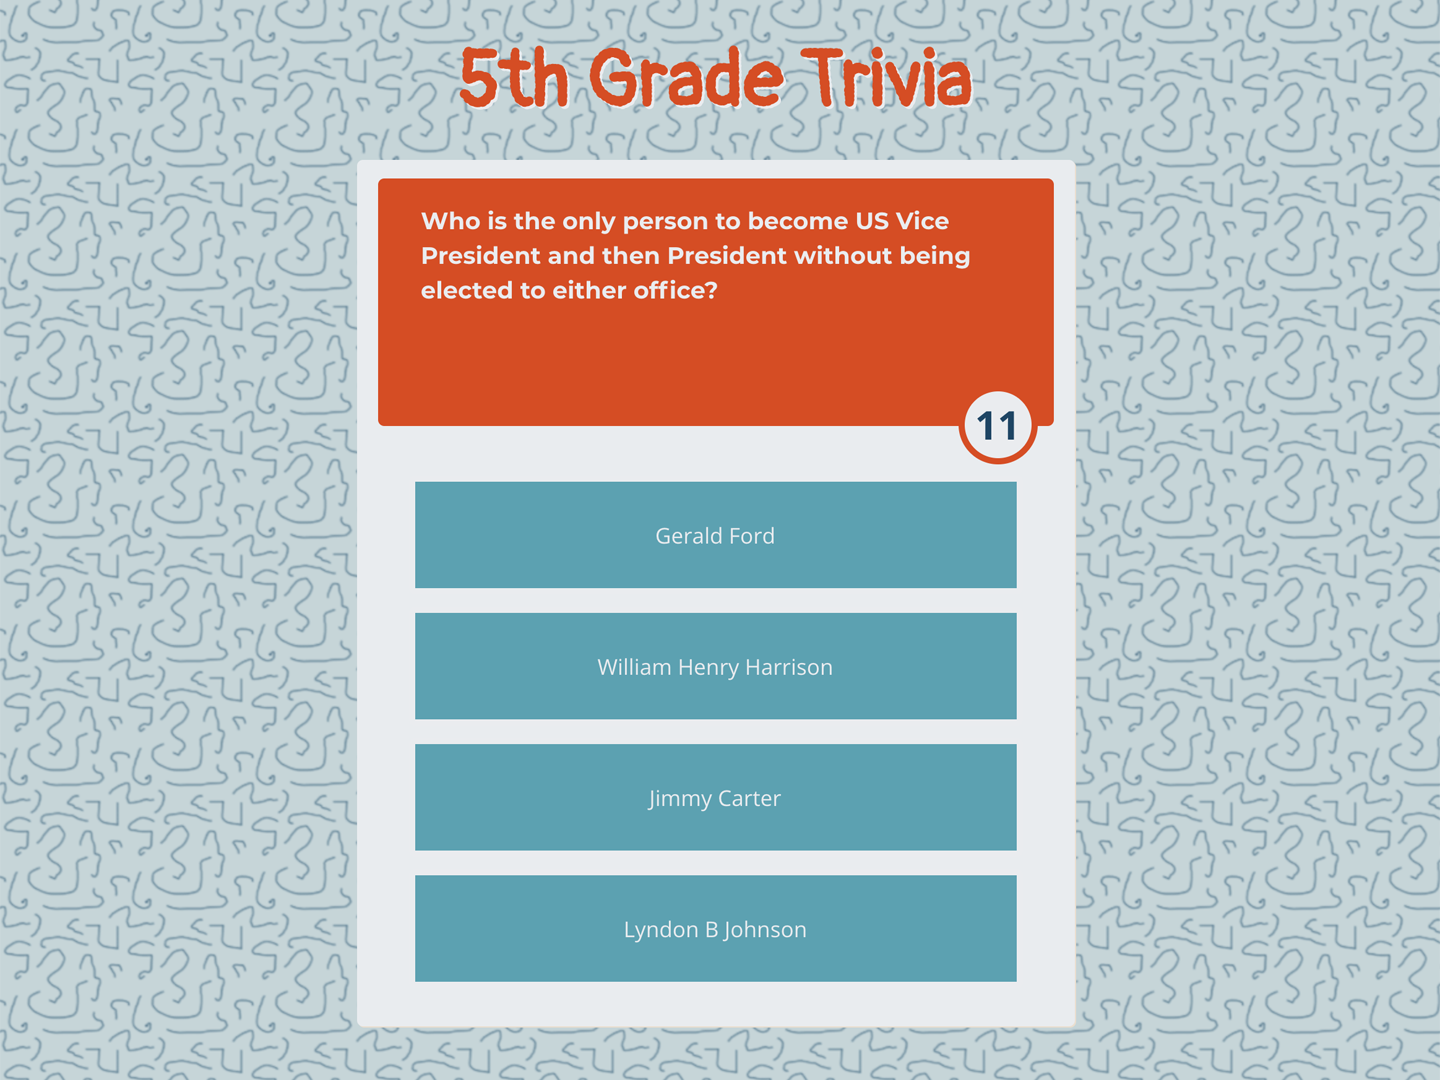 5th Grade Trivia
Who is the only person to become US Vice
President and then President without being
elected to either office?
11
Gerald Ford
William Henry Harrison
Jimmy Carter
Lyndon B Johnson